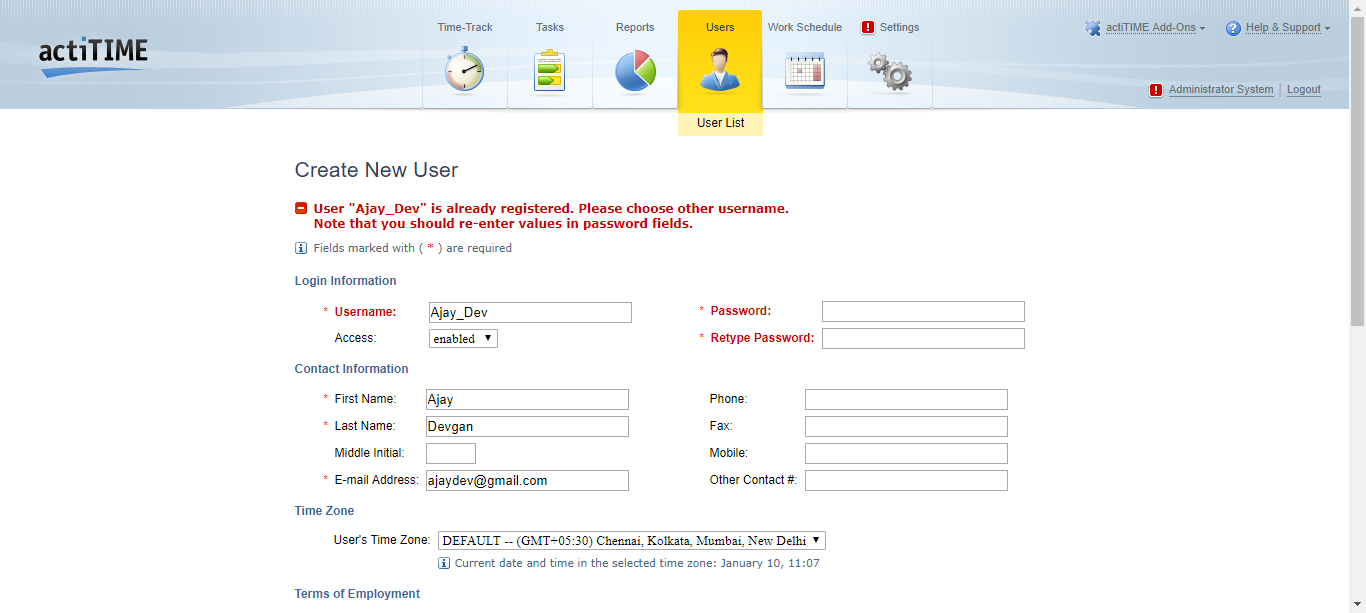 actiTIME
Time-Track
Tasks
Reports
Users
Work Schedule
! Settings
actiTIME Add-Ons
? Help & Support
! Administrator System
Logout
User List
Create New User
User "Ajay_Dev" is already registered. Please choose other username.
Note that you should re-enter values in password fields.
i Fields marked with ( * ) are required
Login Information
* Username: Ajay_Dev
* Password:
Access: enabled
* Retype Password:
Contact Information
* First Name: Ajay
Phone:
* Last Name: Devgan
Fax:
Middle Initial:
Mobile:
* E-mail Address: ajaydev@gmail.com
Other Contact #:
Time Zone
User's Time Zone: DEFAULT -- (GMT+05:30) Chennai, Kolkata, Mumbai, New Delhi
i Current date and time in the selected time zone: January 10, 11:07
Terms of Employment